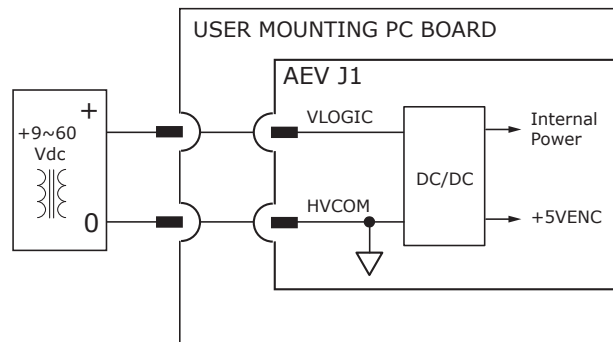 USER MOUNTING PC BOARD
AEV J1
+
+9~60
Vdc
0
VLOGIC
HVCOM
DC/DC
Internal
Power
+5VENC